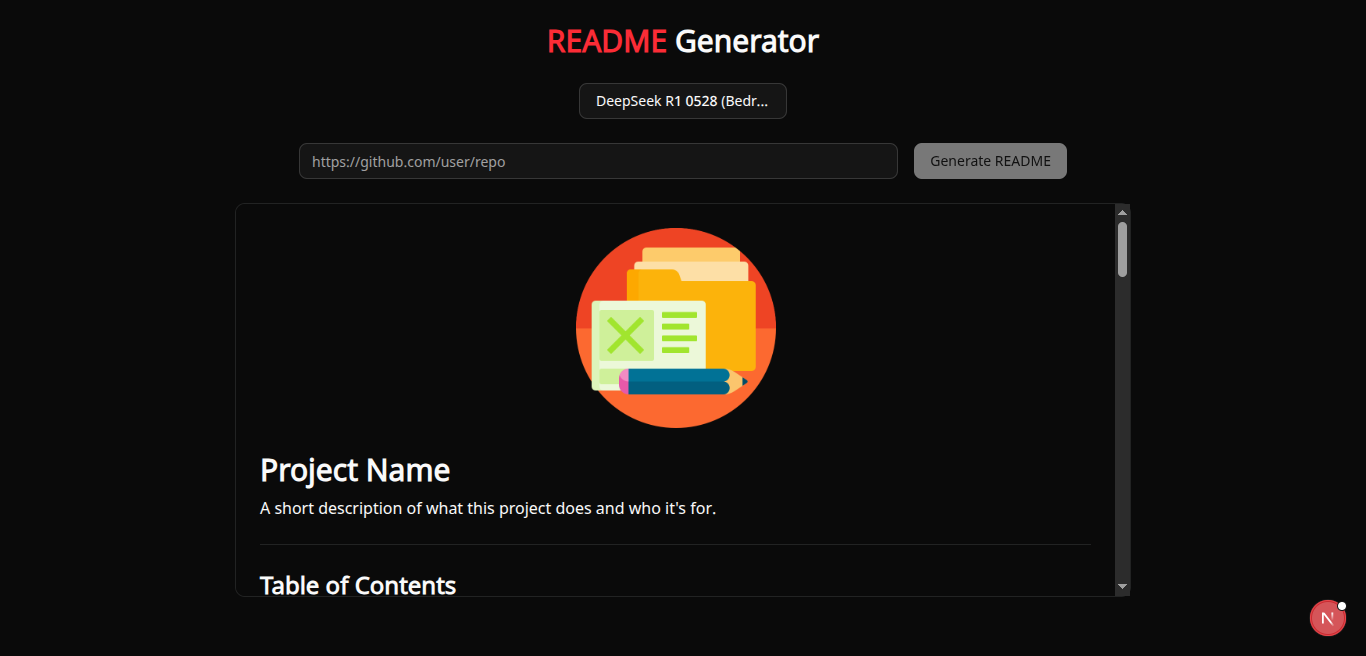 README Generator
DeepSeek R1 0528 (Bedr...
https://github.com/user/repo
Generate README
Project Name
A short description of what this project does and who it's for.
Table of Contents
N